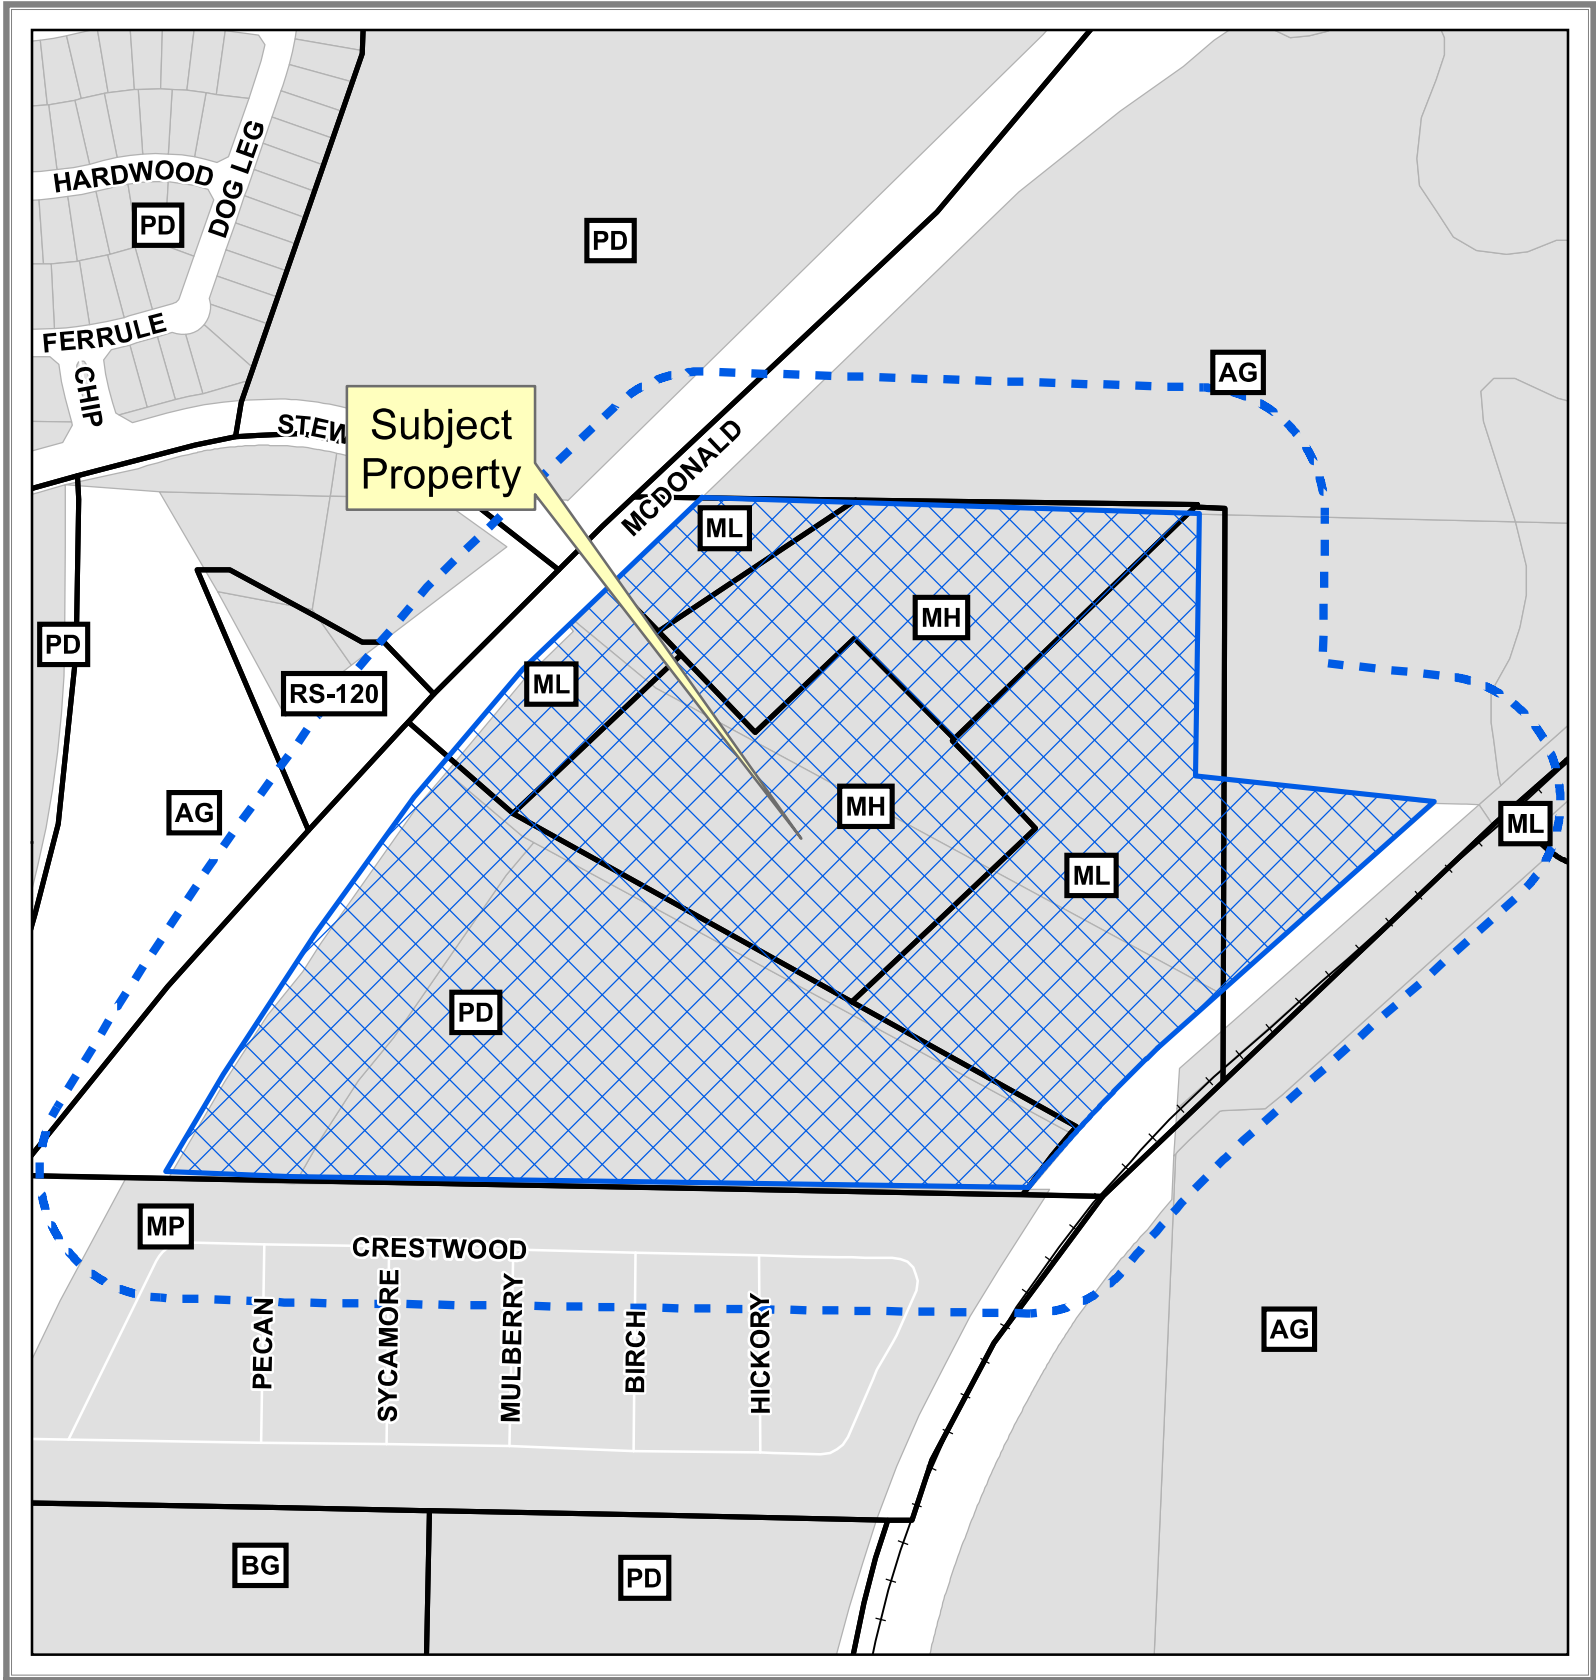 HARDWOOD
DOG LEG
PD
PD
FERRULE
CHIP
AG
Subject
Property
MCDONALD
ML
MH
PD
ML
RS-120
AG
MH
ML
ML
PD
MP
CRESTWOOD
PECAN
SYCAMORE
MULBERRY
BIRCH
HICKORY
AG
BG
PD